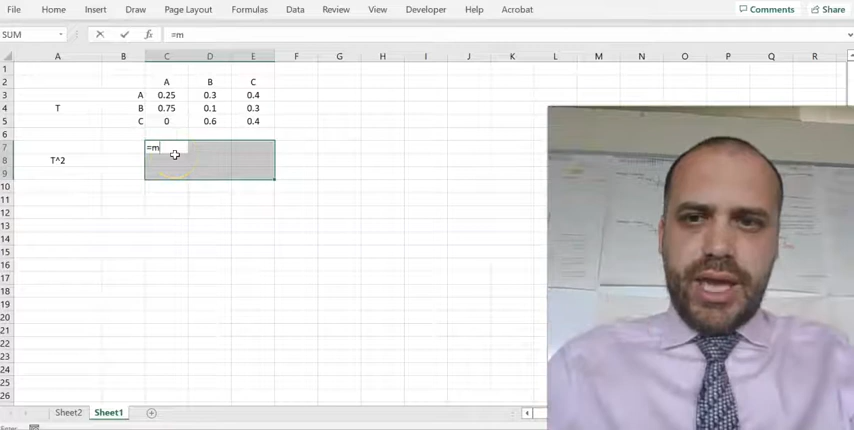 File Home Insert Draw Page Layout Formulas Data Review View Developer Help Acrobat Comments Share
SUM =m
A B C D E F G H I J K L M N O P Q R
1
2 A B C
3 A 0.25 0.3 0.4
4 T B 0.75 0.1 0.3
5 C 0 0.6 0.4
6
7 =m
8 T^2
9
10
11
12
13
14
15
16
17
18
19
20
21
22
23
24
25
26
Sheet2 Sheet1